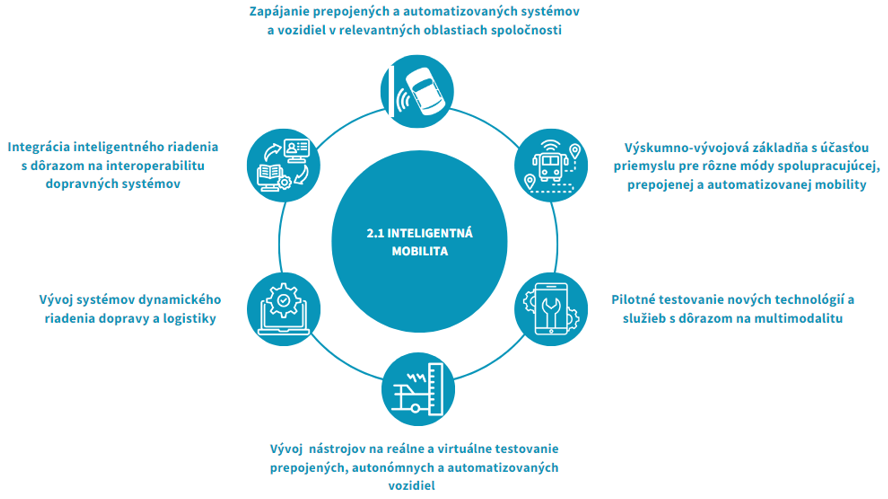 Zapájanie prepojených a automatizovaných systémov
a vozidiel v relevantných oblastiach spoločnosti
Integrácia inteligentného riadenia
s dôrazom na interoperabilitu
dopravných systémov
Výskumno-vývojová základňa s účasťou
priemyslu pre rôzne módy spolupracujúcej,
prepojenej a automatizovanej mobility
2.1 INTELIGENTNÁ
MOBILITA
Vývoj systémov dynamického
riadenia dopravy a logistiky
Pilotné testovanie nových technológií a
služieb s dôrazom na multimodalitu
Vývoj nástrojov na reálne a virtuálne testovanie
prepojených, autonómnych a automatizovaných
vozidiel